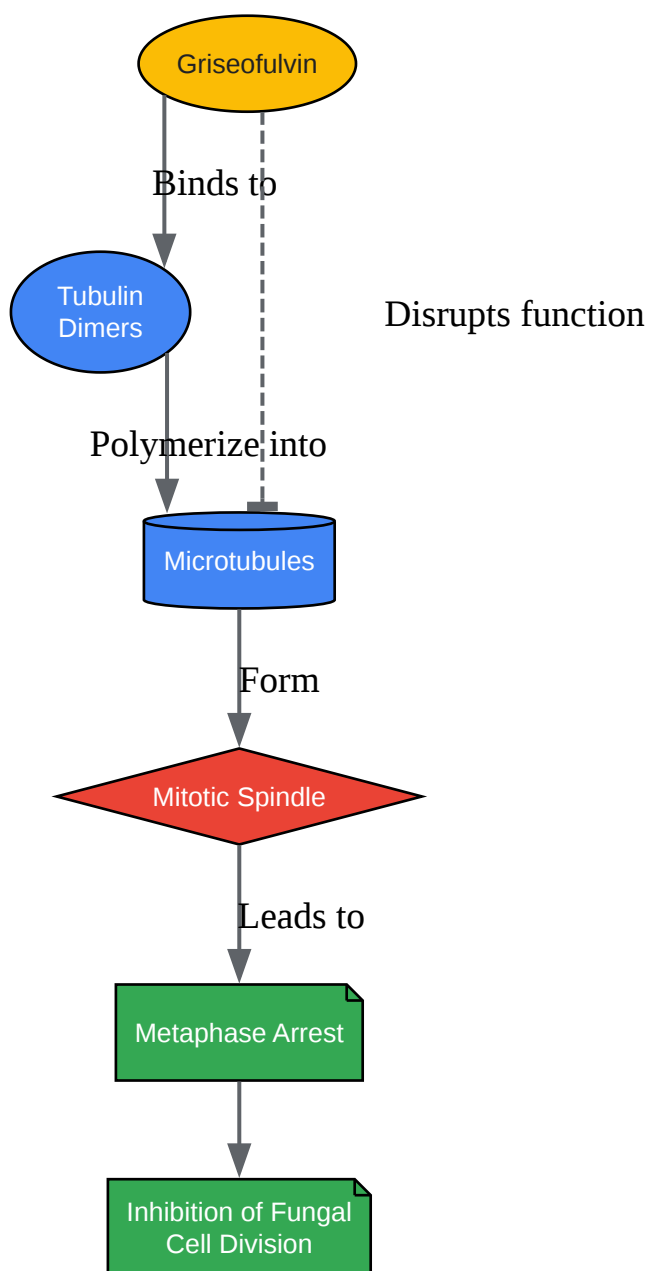 Griseofulvin
Binds to
Tubulin
Dimers
Disrupts function
Polymerize into
Microtubules
Form
Mitotic Spindle
Leads to
Metaphase Arrest
Inhibition of Fungal
Cell Division